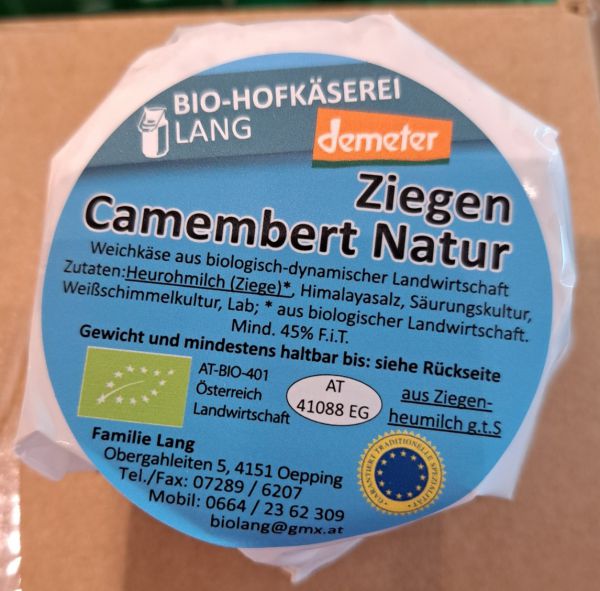 BIO-HOFKÄSEREI
LANG
demeter
Ziegen
Camembert Natur
Weichkäse aus biologisch-dynamischer Landwirtschaft
Zutaten:Heurohmilch (Ziege)*, Himalayasalz, Säurungskultur,
Weißschimmelkultur, Lab; * aus biologischer Landwirtschaft.
Mind. 45% F.i.T.
Gewicht und mindestens haltbar bis: siehe Rückseite
AT-BIO-401
Österreich
Landwirtschaft
AT
41088 EG
aus Ziegen-
heumilch g.t.S
Familie Lang
Obergahleiten 5, 4151 Oepping
Tel./Fax: 07289 / 6207
Mobil: 0664 / 23 62 309
biolang@gmx.at
GARANTIERT TRADITIONELLE SPEZIALITÄT